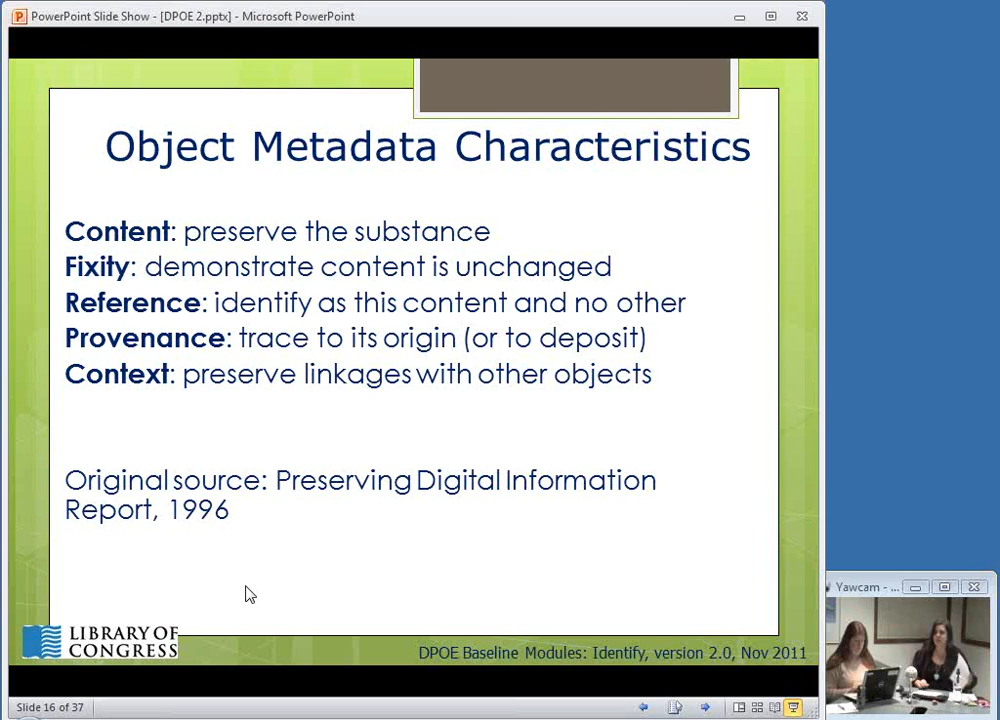 PowerPoint Slide Show - [DPOE 2.pptx] - Microsoft PowerPoint
Object Metadata Characteristics
Content: preserve the substance
Fixity: demonstrate content is unchanged
Reference: identify as this content and no other
Provenance: trace to its origin (or to deposit)
Context: preserve linkages with other objects
Original source: Preserving Digital Information
Report, 1996
LIBRARY OF
CONGRESS
DPOE Baseline Modules: Identify, version 2.0, Nov 2011
Slide 16 of 37
Yawcam - ...